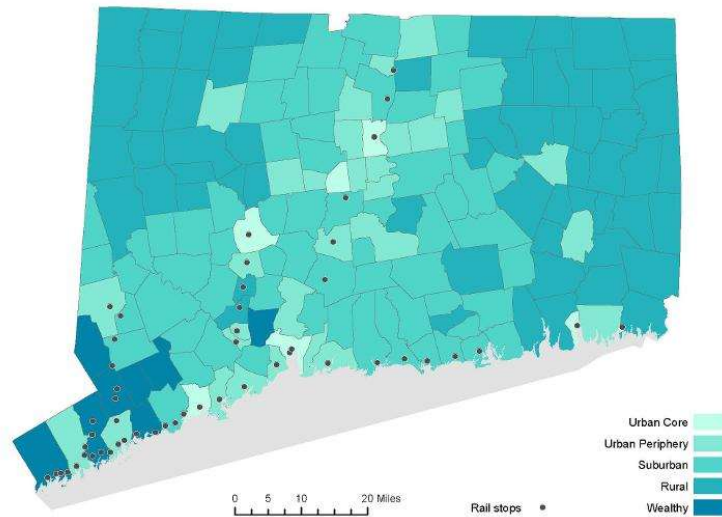 Urban Core
Urban Periphery
Suburban
Rural
Wealthy
0 5 10 20 Miles
Rail stops